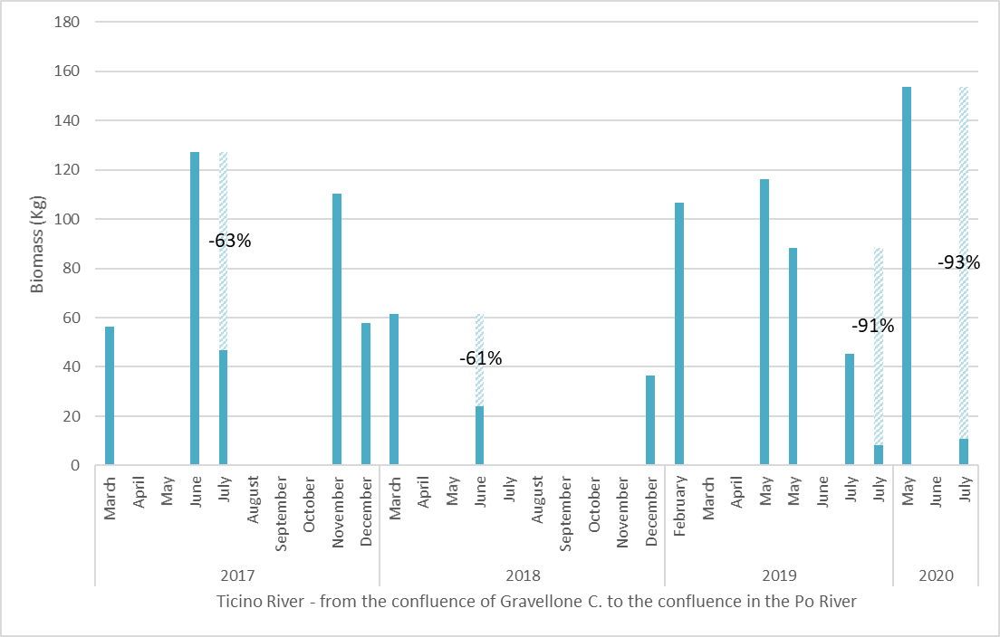 180
160
140
120
100
80
60
40
20
0
Biomass (Kg)
-63%
-61%
-91%
-93%
March
April
May
June
July
August
September
October
November
December
March
April
May
June
July
August
September
October
November
December
February
March
April
May
May
June
July
July
May
June
July
2017
2018
2019
2020
Ticino River - from the confluence of Gravellone C. to the confluence in the Po River